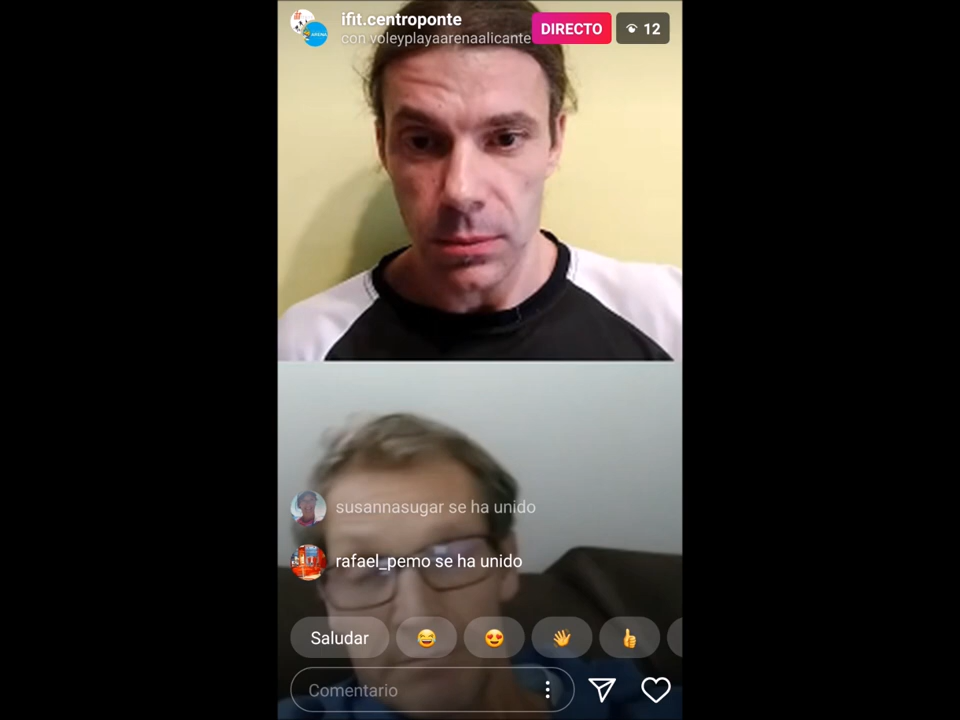 ifit.centroponte
con voleyplayaarenaalicante
DIRECTO
12
susannasugar se ha unido
rafael_pemo se ha unido
Saludar
Comentario